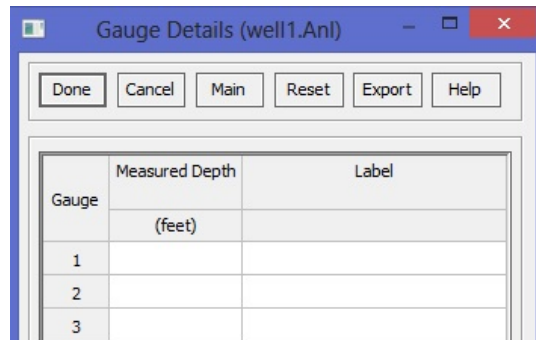 Gauge Details (well1.Anl)
Done Cancel Main Reset Export Help
Gauge Measured Depth Label
(feet)
1
2
3